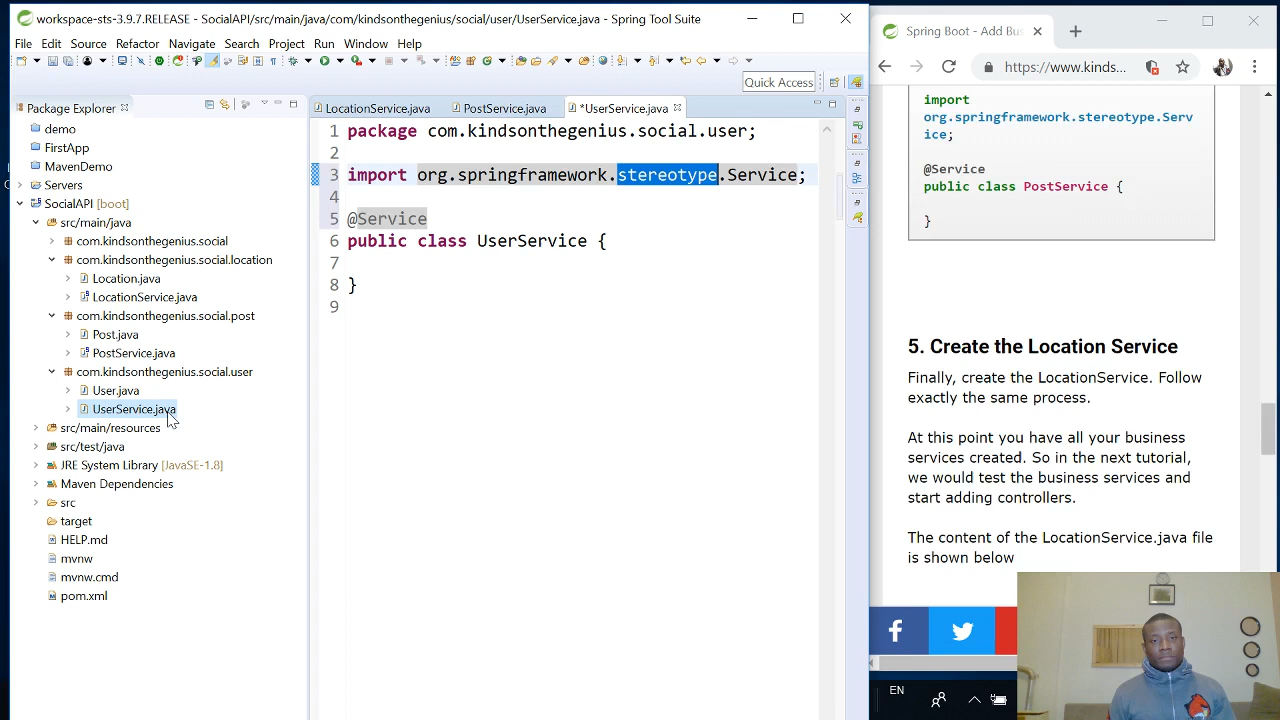 workspace-sts-3.9.7.RELEASE - SocialAPI/src/main/java/com/kindsonthegenius/social/user/UserService.java - Spring Tool Suite
File Edit Source Refactor Navigate Search Project Run Window Help
Quick Access
Package Explorer
demo
FirstApp
MavenDemo
Servers
SocialAPI [boot]
src/main/java
com.kindsonthegenius.social
com.kindsonthegenius.social.location
Location.java
LocationService.java
com.kindsonthegenius.social.post
Post.java
PostService.java
com.kindsonthegenius.social.user
User.java
UserService.java
src/main/resources
src/test/java
JRE System Library [JavaSE-1.8]
Maven Dependencies
src
target
HELP.md
mvnw
mvnw.cmd
pom.xml
LocationService.java PostService.java *UserService.java
1 package com.kindsonthegenius.social.user;
2
3 import org.springframework.stereotype.Service;
4
5 @Service
6 public class UserService {
7
8 }
9
Spring Boot - Add Bus
https://www.kinds...
import
org.springframework.stereotype.Serv
ice;
@Service
public class PostService {
}
5. Create the Location Service
Finally, create the LocationService. Follow
exactly the same process.
At this point you have all your business
services created. So in the next tutorial,
we would test the business services and
start adding controllers.
The content of the LocationService.java file
is shown below
EN